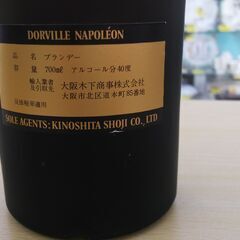 DORVILLE NAPOLÉON
品名 ブランデー
容量 700ml アルコール分40度
輸入業者及引取先 大阪木下商事株式会社
大阪市北区道本町85番地
SOLE AGENTS: KINOSHITA SHOJI CO., LTD